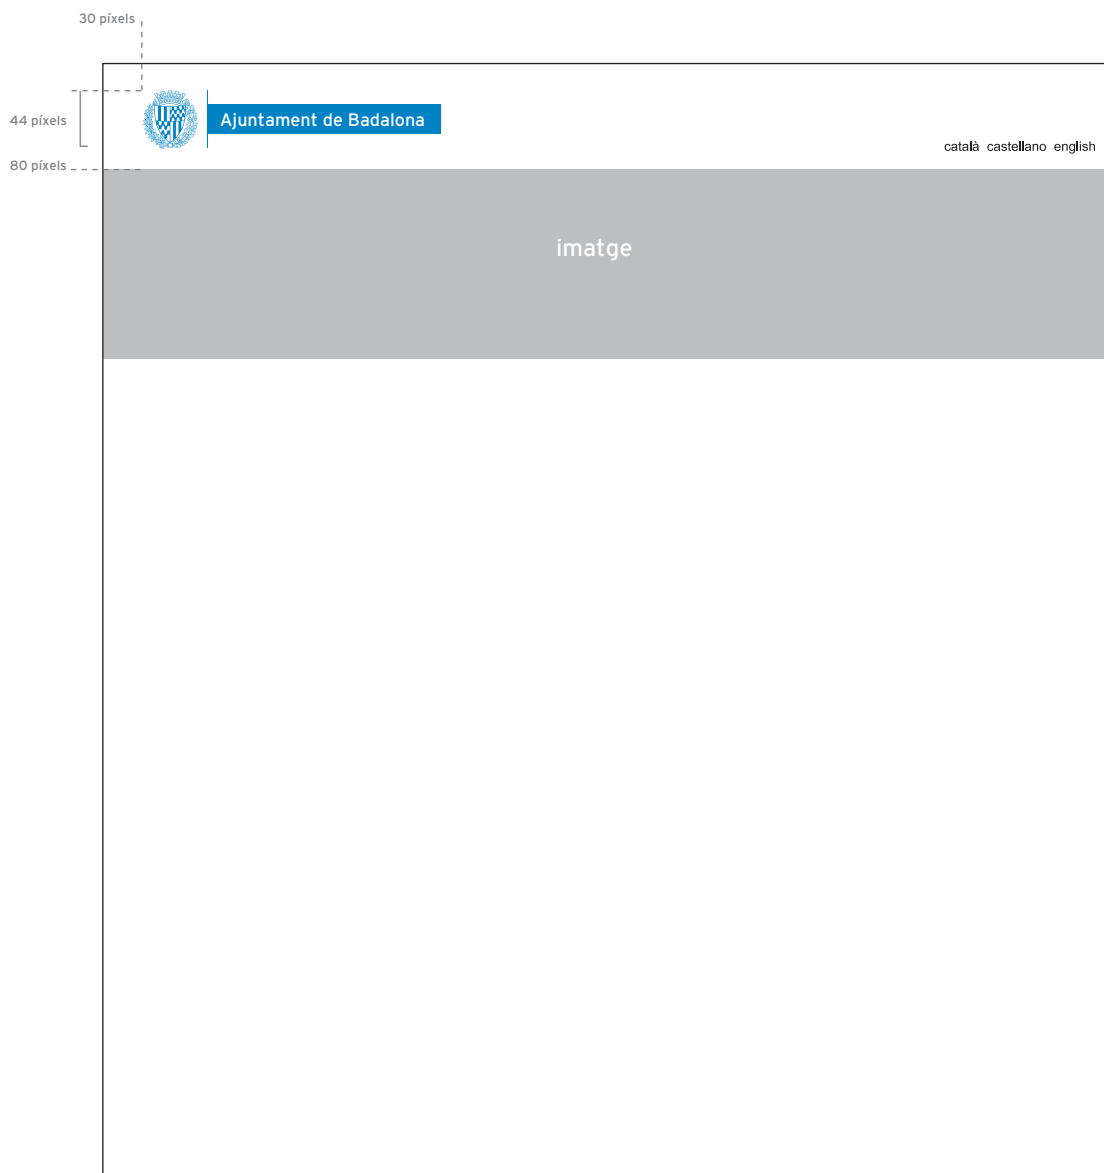 30 píxels
44 píxels
Ajuntament de Badalona
català castellano english
80 píxels
imatge